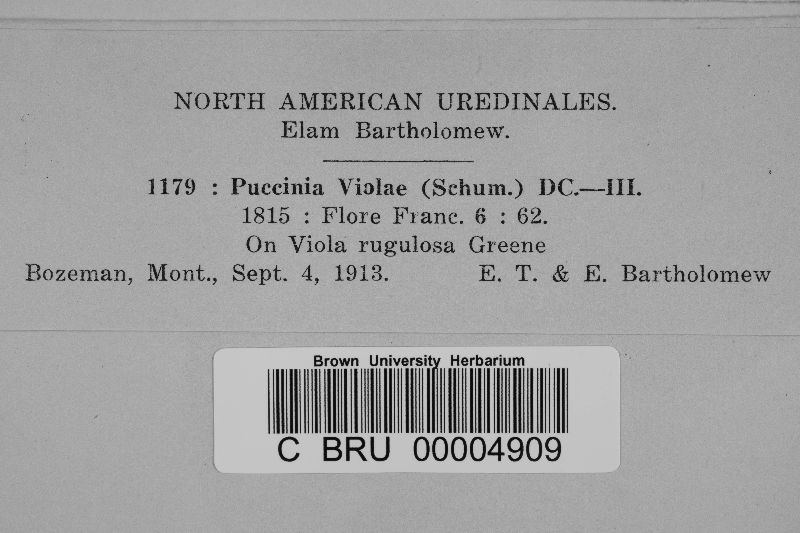 NORTH AMERICAN UREDINALES.
Elam Bartholomew.
1179 : Puccinia Violae (Schum.) DC.—III.
1815 : Flore Franc. 6 : 62.
On Viola rugulosa Greene
Bozeman, Mont., Sept. 4, 1913. E. T. & E. Bartholomew
Brown University Herbarium
C BRU 00004909